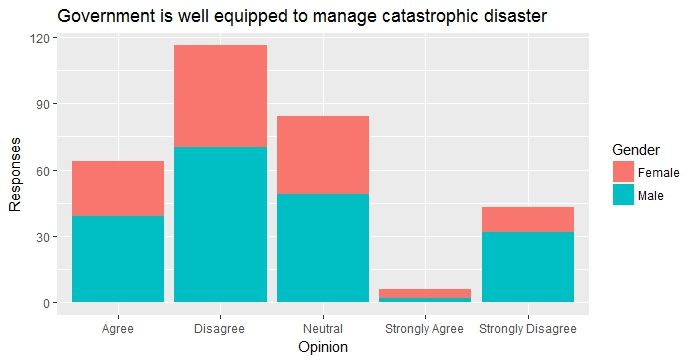 Government is well equipped to manage catastrophic disaster
120
90
60
30
0
Responses
Agree Disagree Neutral Strongly Agree Strongly Disagree
Opinion
Gender
Female
Male